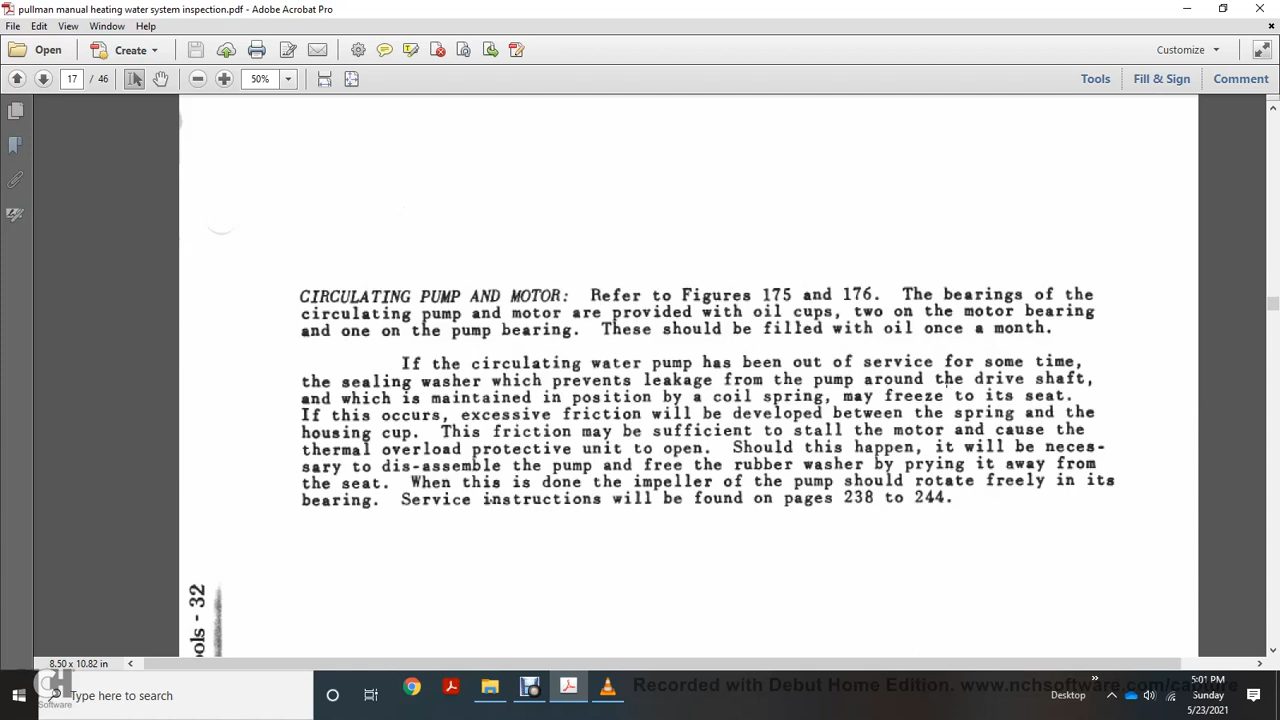 pullman manual heating water system inspection.pdf - Adobe Acrobat Pro
File Edit View Window Help
Open Create Customize
17 / 46 50% Tools Fill & Sign Comment
CIRCULATING PUMP AND MOTOR: Refer to Figures 175 and 176. The bearings of the
circulating pump and motor are provided with oil cups, two on the motor bearing
and one on the pump bearing. These should be filled with oil once a month.
If the circulating water pump has been out of service for some time,
the sealing washer which prevents leakage from the pump around the drive shaft,
and which is maintained in position by a coil spring, may freeze to its seat.
If this occurs, excessive friction will be developed between the spring and the
housing cup. This friction may be sufficient to stall the motor and cause the
thermal overload protective unit to open. Should this happen, it will be neces-
sary to dis-assemble the pump and free the rubber washer by prying it away from
the seat. When this is done the impeller of the pump should rotate freely in its
bearing. Service instructions will be found on pages 238 to 244.
ools - 32
8.50 x 10.82 in
CH
Software
Type here to search
Recorded with Debut Home Edition. www.nchsoftware.com/capture
Desktop
5:01 PM
Sunday
5/23/2021